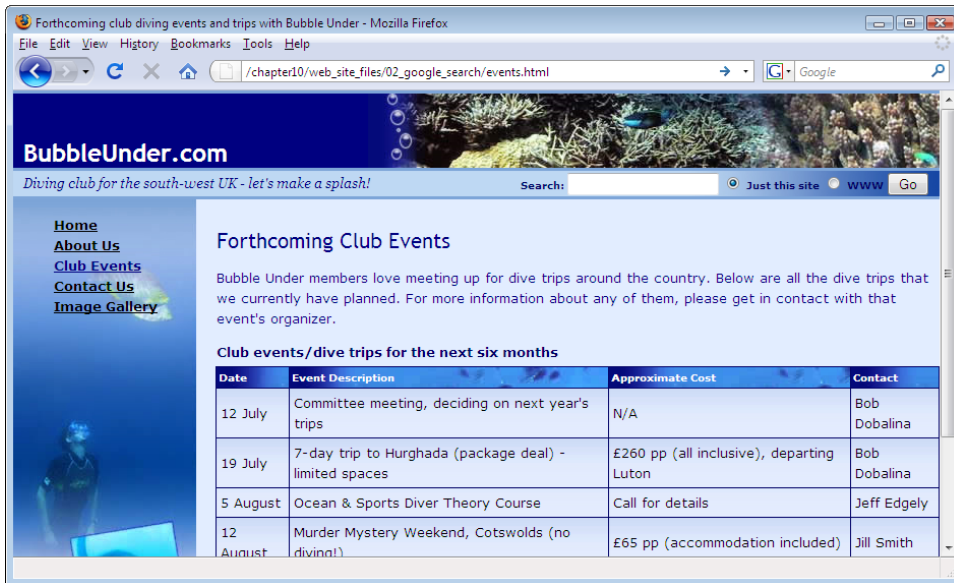 Forthcoming club diving events and trips with Bubble Under - Mozilla Firefox
File Edit View History Bookmarks Tools Help
/chapter10/web_site_files/02_google_search/events.html
G Google
BubbleUnder.com
Diving club for the south-west UK - let's make a splash!
Search: Just this site WWW Go
Home
About Us
Club Events
Contact Us
Image Gallery
Forthcoming Club Events
Bubble Under members love meeting up for dive trips around the country. Below are all the dive trips that
we currently have planned. For more information about any of them, please get in contact with that
event's organizer.
Club events/dive trips for the next six months
Date Event Description Approximate Cost Contact
12 July Committee meeting, deciding on next year's
trips N/A Bob
Dobalina
19 July 7-day trip to Hurghada (package deal) -
limited spaces £260 pp (all inclusive), departing
Luton Bob
Dobalina
5 August Ocean & Sports Diver Theory Course Call for details Jeff Edgely
12
August Murder Mystery Weekend, Cotswolds (no
diving!) £65 pp (accommodation included) Jill Smith